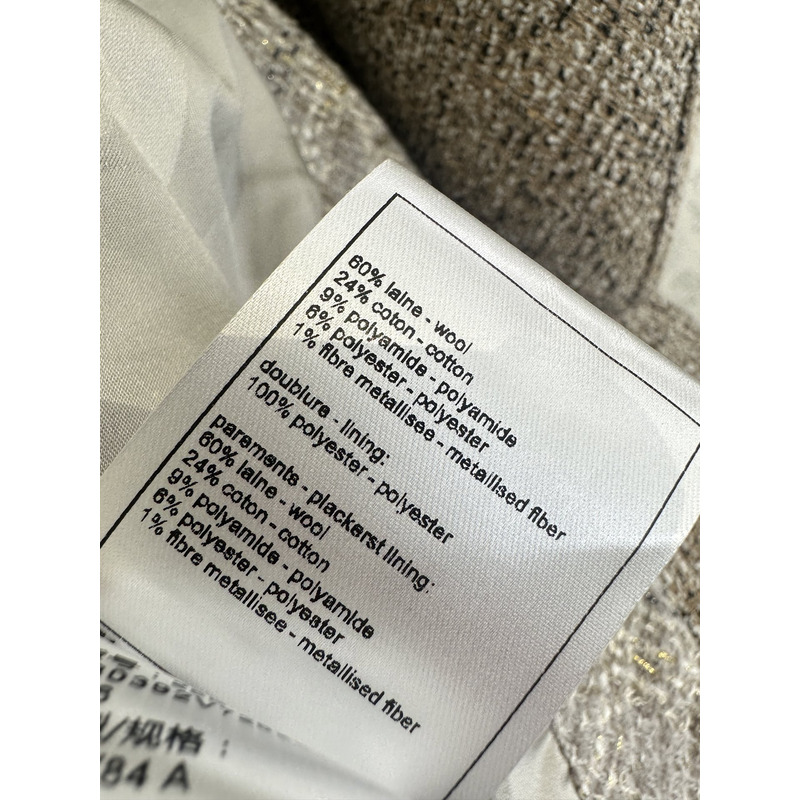 60% laine - wool
24% coton - cotton
9% polyamide - polyamide
6% polyester - polyester
1% fibre metallisee - metallised fiber
doublure - lining:
100% polyester - polyester
parements - plackerst lining:
60% laine - wool
24% coton - cotton
9% polyamide - polyamide
6% polyester - polyester
1% fibre metallisee - metallised fiber
/规格：
84 A